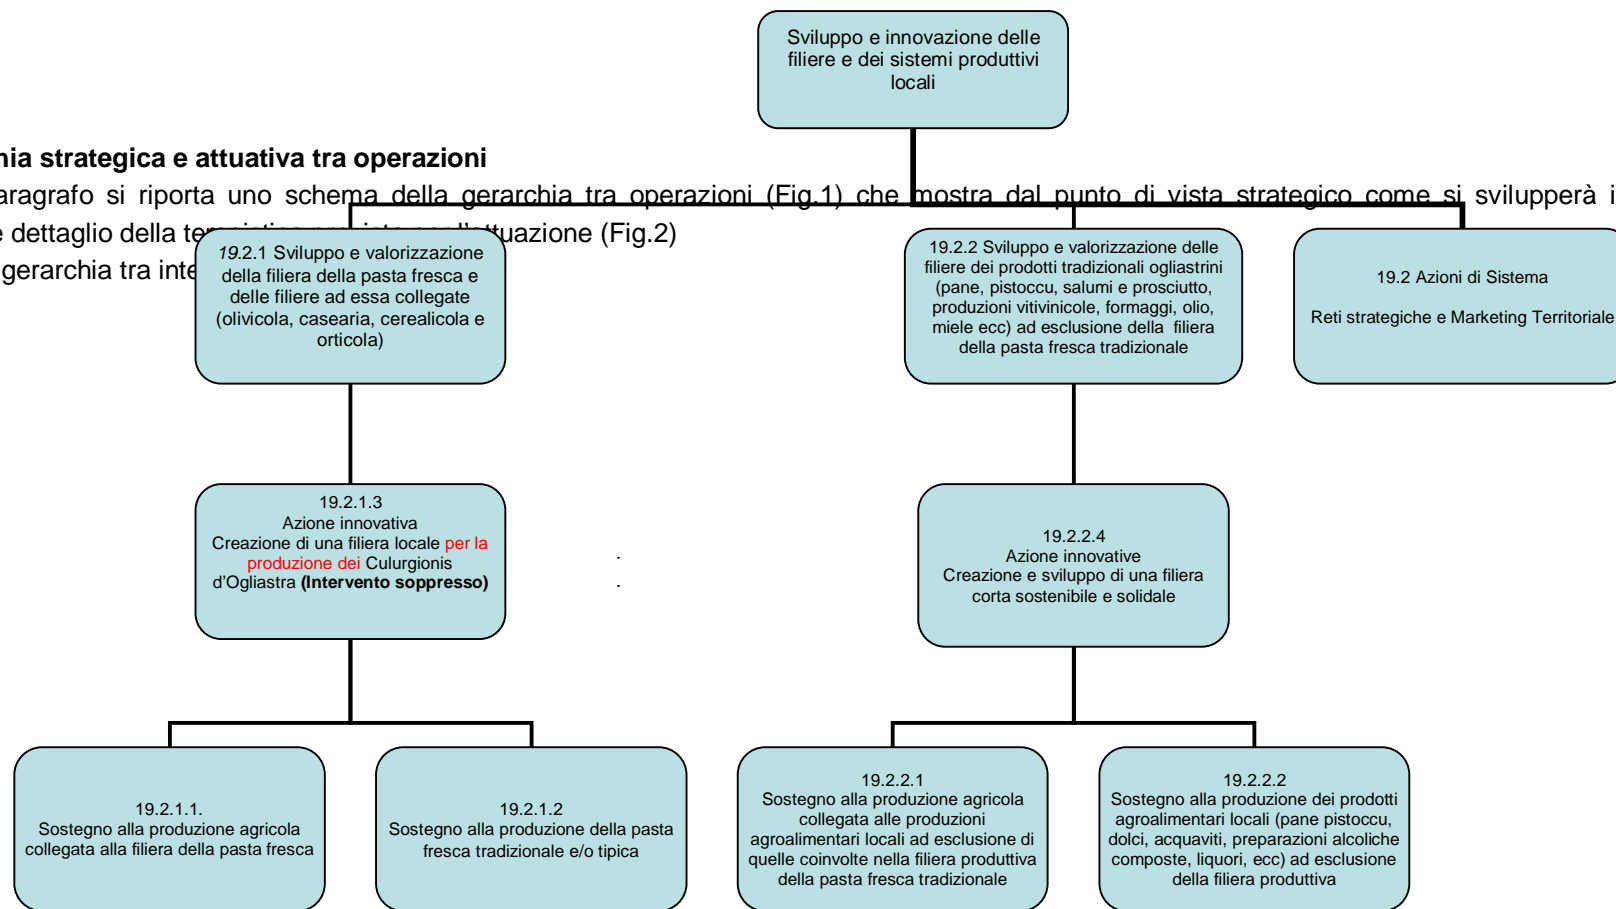 Sviluppo e innovazione delle
filiere e dei sistemi produttivi
locali
strategica e attuativa tra operazioni
si riporta uno schema della gerarchia tra operazioni (Fig.1) che mostra dal punto di vista strategico come si svilupperà
dettaglio della (Fig.2)
gerarchia tra
19.2.1 Sviluppo e valorizzazione
della filiera della pasta fresca e
delle filiere ad essa collegate
(olivicola, casearia, cerealicola e
orticola)
19.2.2 Sviluppo e valorizzazione delle
filiere dei prodotti tradizionali ogliastrini
(pane, pistoccu, salumi e prosciutto,
produzioni vitivinicole, formaggi, olio,
miele ecc) ad esclusione della filiera
della pasta fresca tradizionale
19.2 Azioni di Sistema
Reti strategiche e Marketing Territoriale
19.2.1.3
Azione innovativa
Creazione di una filiera locale per la
produzione dei Culurgionis
d'Ogliastra (Intervento soppresso)
.
.
19.2.2.4
Azione innovative
Creazione e sviluppo di una filiera
corta sostenibile e solidale
19.2.1.1.
Sostegno alla produzione agricola
collegata alla filiera della pasta fresca
19.2.1.2
Sostegno alla produzione della pasta
fresca tradizionale e/o tipica
19.2.2.1
Sostegno alla produzione agricola
collegata alle produzioni
agroalimentari locali ad esclusione di
quelle coinvolte nella filiera produttiva
della pasta fresca tradizionale
19.2.2.2
Sostegno alla produzione dei prodotti
agroalimentari locali (pane pistoccu,
dolci, acquaviti, preparazioni alcoliche
composte, liquori, ecc) ad esclusione
della filiera produttiva